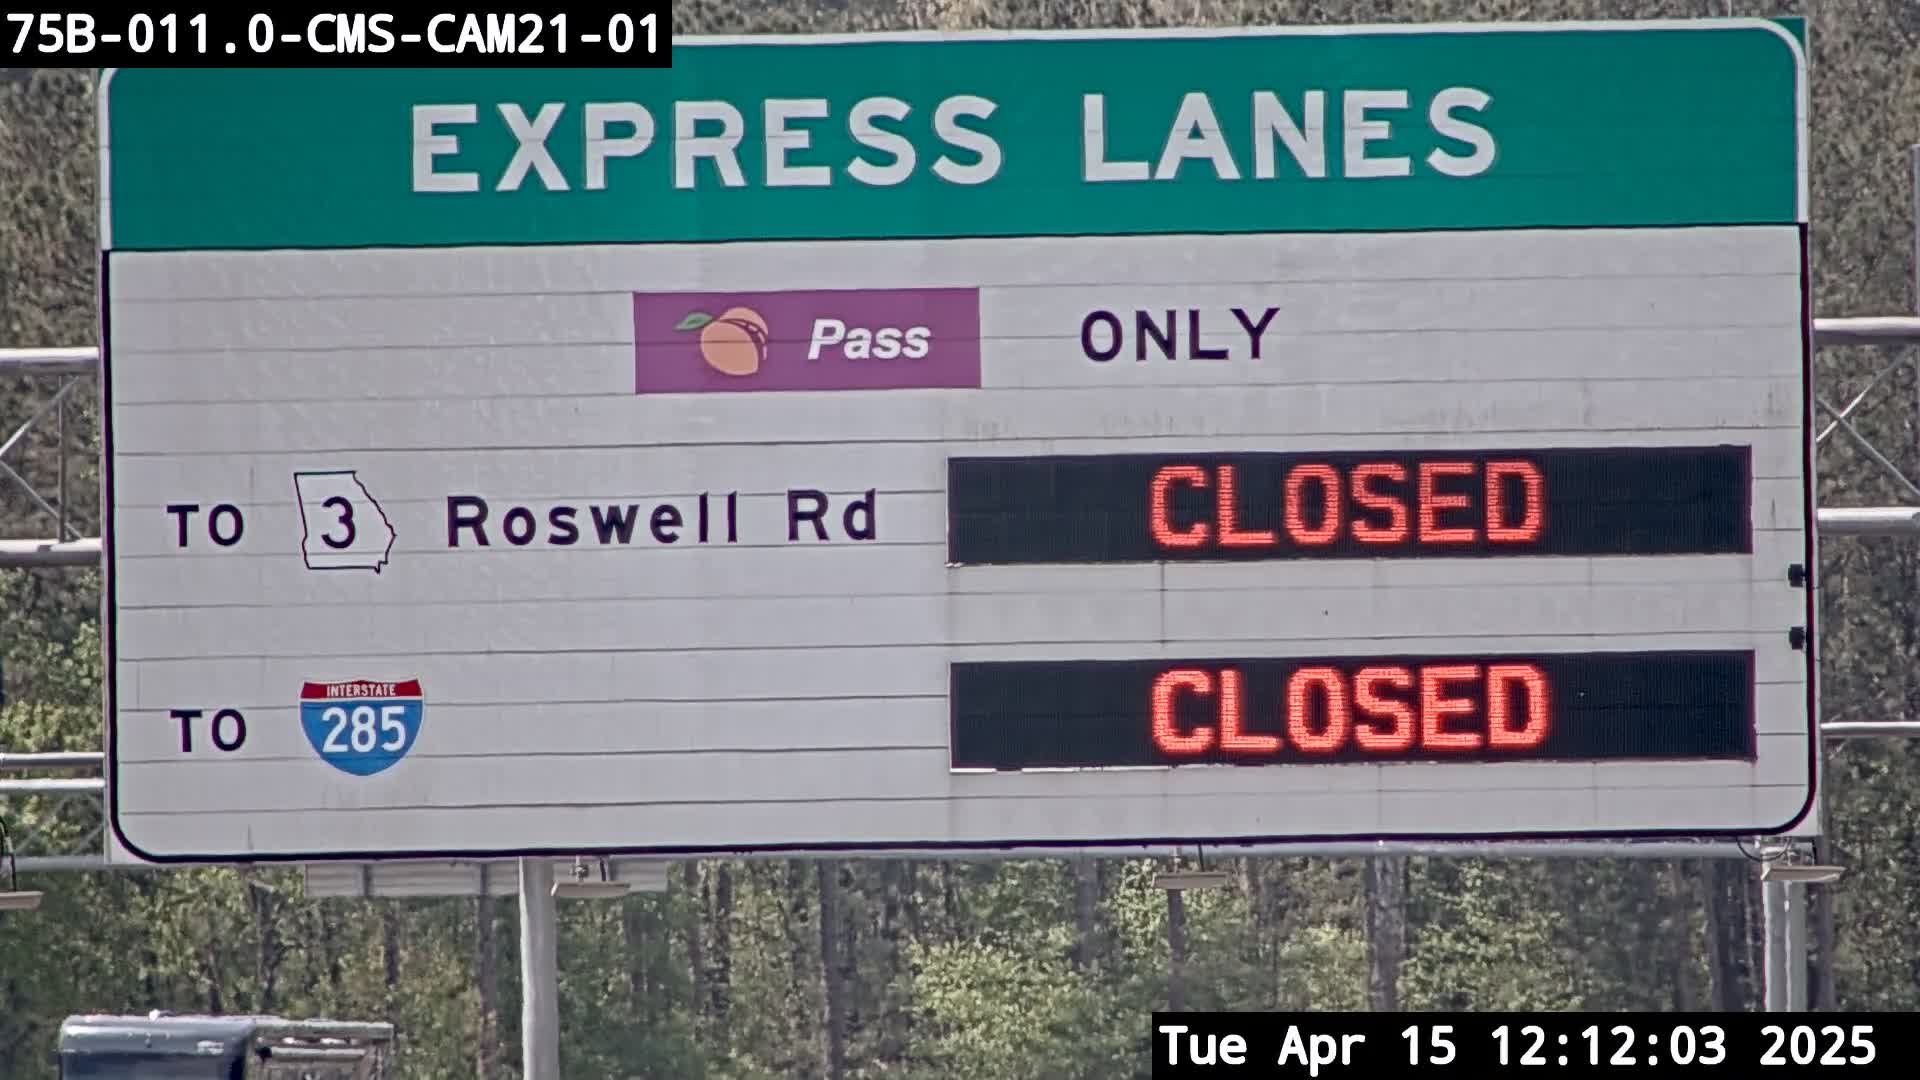 75B-011.0-CMS-CAM21-01
EXPRESS LANES
Pass ONLY
TO 3 Roswell Rd CLOSED
TO INTERSTATE 285 CLOSED
Tue Apr 15 12:12:03 2025